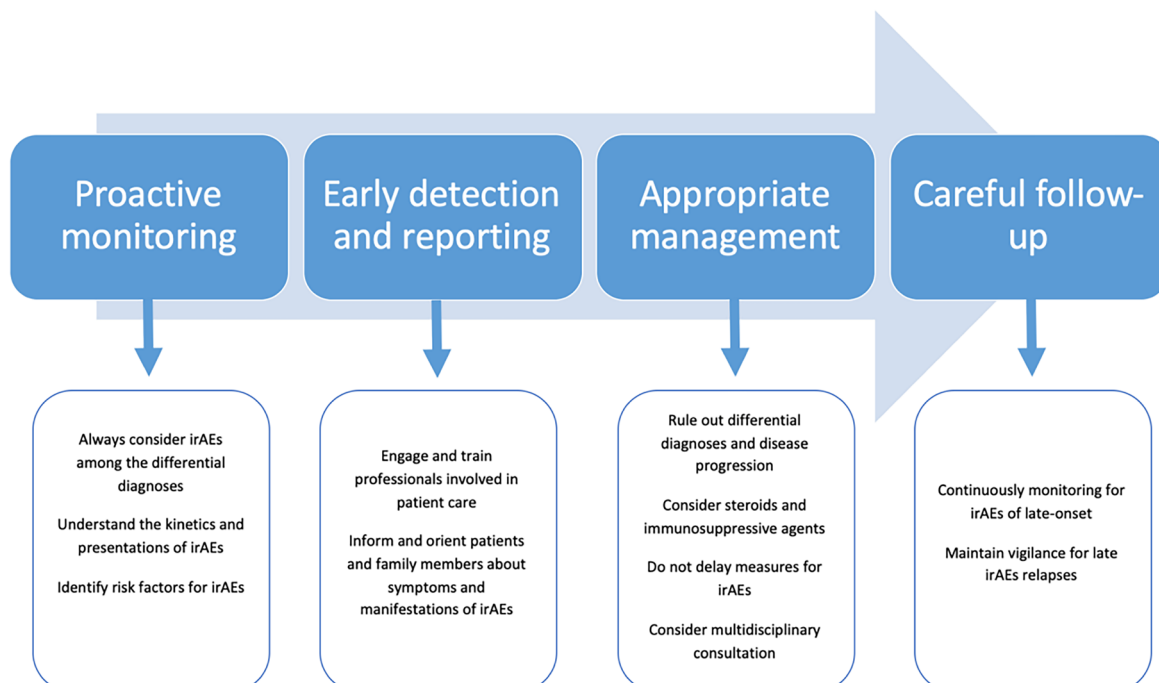 Proactive
monitoring
Early detection
and reporting
Appropriate
management
Careful follow-
up
Always consider irAEs
among the differential
diagnoses
Understand the kinetics and
presentations of irAEs
Identify risk factors for irAEs
Engage and train
professionals involved in
patient care
Inform and orient patients
and family members about
symptoms and
manifestations of irAEs
Rule out differential
diagnoses and disease
progression
Consider steroids and
immunosuppressive agents
Do not delay measures for
irAEs
Consider multidisciplinary
consultation
Continuously monitoring for
irAEs of late-onset
Maintain vigilance for late
irAEs relapses